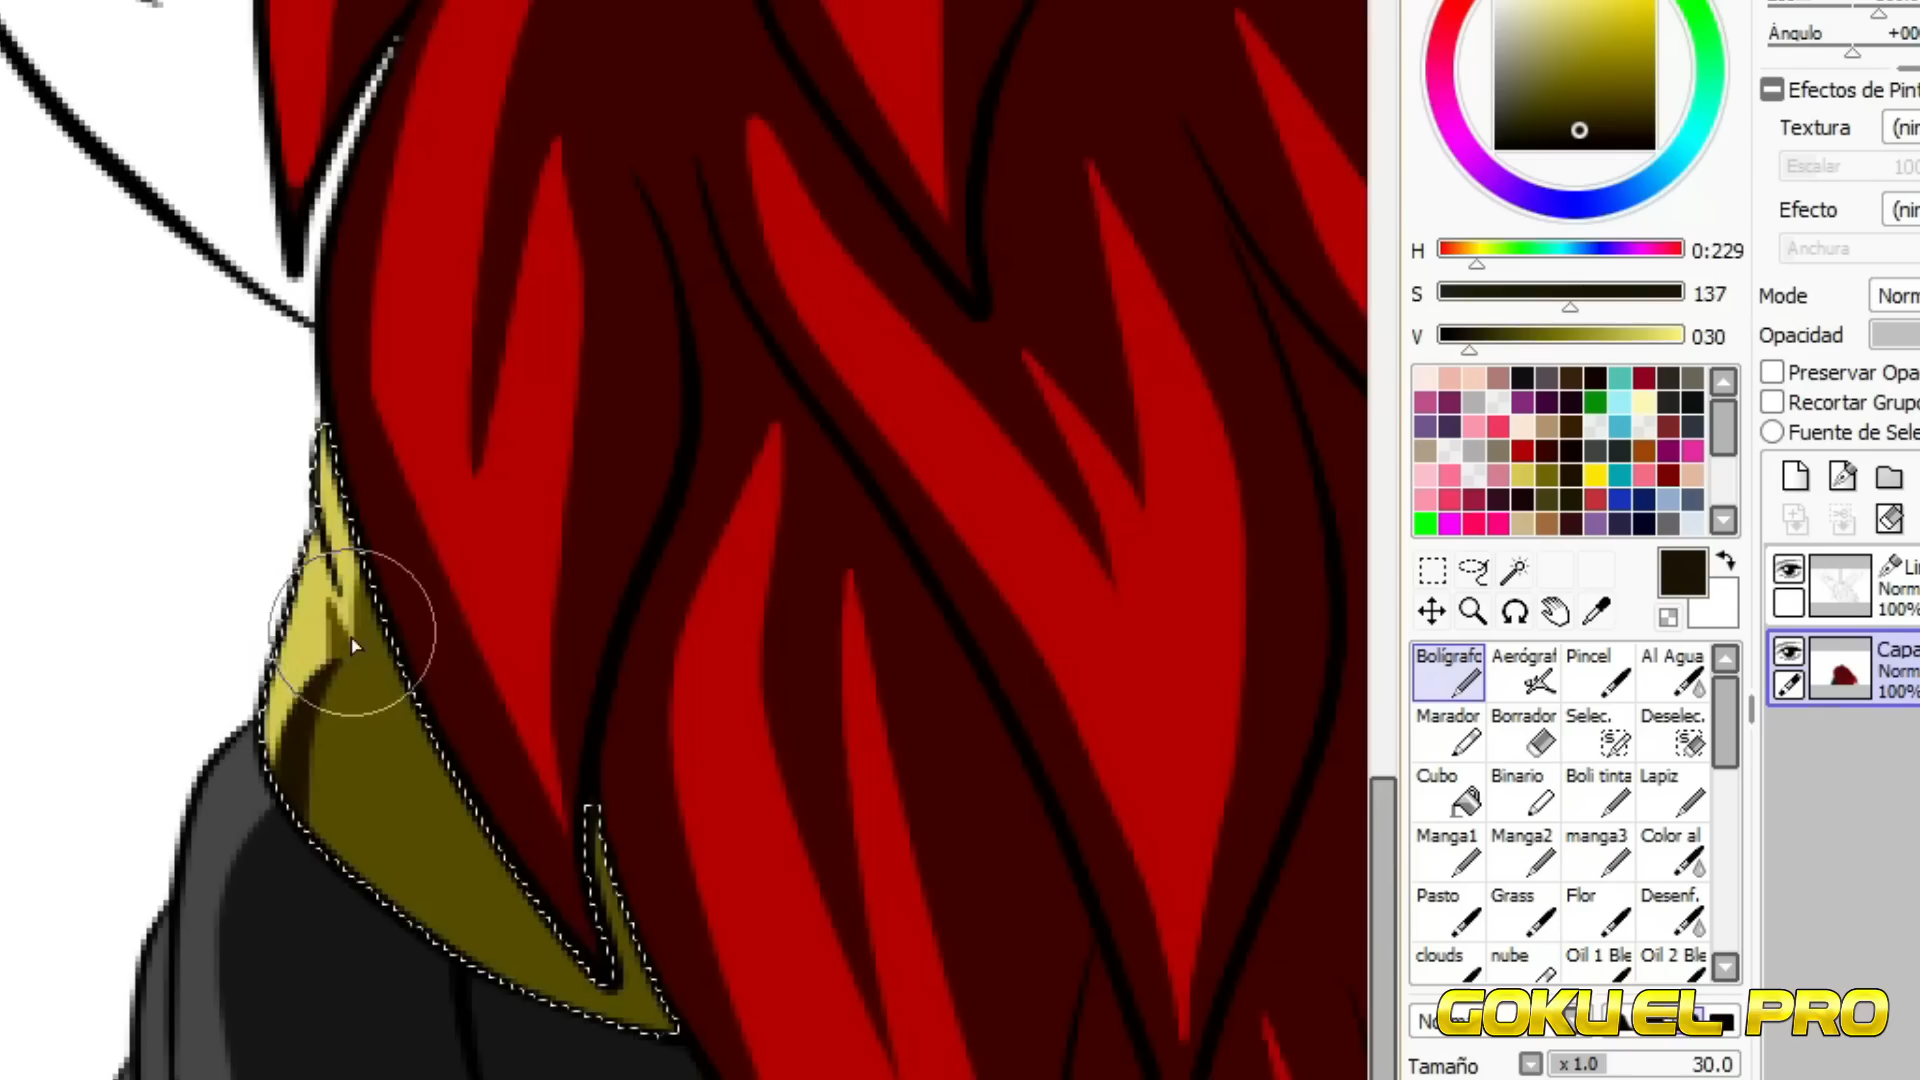 Ángulo +00
Efectos de Pint
Textura (nin
Escalar 100
Efecto (nin
Anchura
H 0:229
S 137
V 030
Mode Norm
Opacidad
Preservar Opa
Recortar Grupo
Fuente de Sele
Lin
Norm
100%
Capa
Norm
100%
Bolígrafo Aerógraf Pincel Al Agua
Marador Borrador Selec. Deselec.
Cubo Binario Boli tinta Lapiz
Manga1 Manga2 manga3 Color al
Pasto Grass Flor Desenf.
clouds nube Oil 1 Ble Oil 2 Ble
GOKU EL PRO
Tamaño x 1.0 30.0